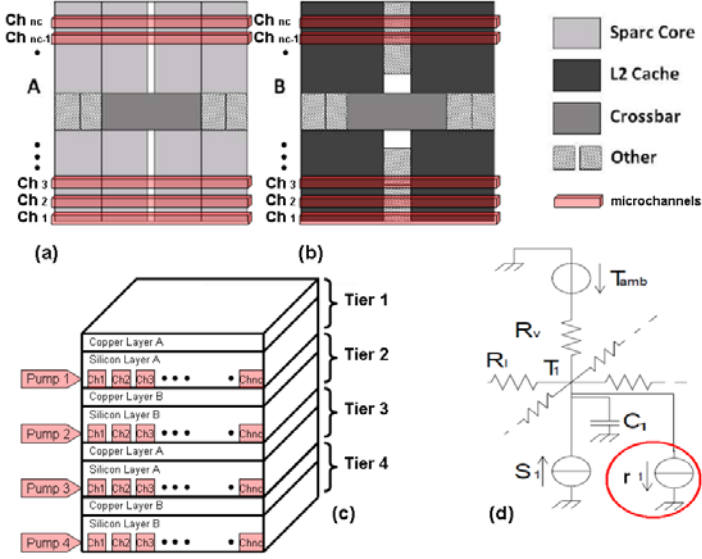 Ch nc
Ch nc-1
A
Ch 3
Ch 2
Ch 1
(a)
Ch nc
Ch nc-1
B
Ch 3
Ch 2
Ch 1
(b)
Sparc Core
L2 Cache
Crossbar
Other
microchannels
Tier 1
Copper Layer A
Silicon Layer A
Tier 2
Pump 1 Ch1 Ch2 Ch3 Chnc
Copper Layer B
Silicon Layer B
Tier 3
Pump 2 Ch1 Ch2 Ch3 Chnc
Copper Layer A
Silicon Layer A
Tier 4
Pump 3 Ch1 Ch2 Ch3 Chnc
Copper Layer B
Silicon Layer B
Pump 4 Ch1 Ch2 Ch3 Chnc
(c)
Tamb
Rv
Rl
T1
C1
S1
r 1
(d)